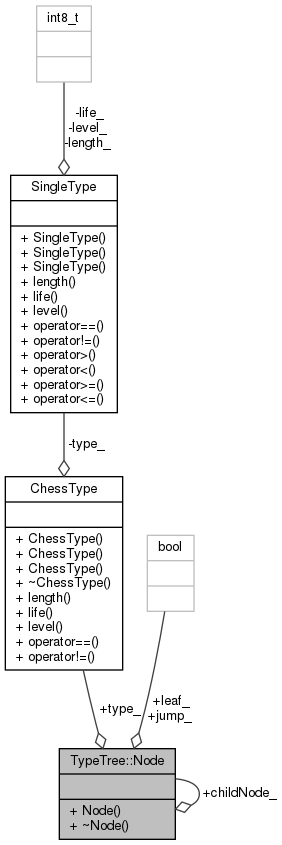 int8_t
-life_
-level_
-length_
SingleType
+ SingleType()
+ SingleType()
+ SingleType()
+ length()
+ life()
+ level()
+ operator==()
+ operator!=()
+ operator>()
+ operator<()
+ operator>=()
+ operator<=()
-type_
ChessType
+ ChessType()
+ ChessType()
+ ChessType()
+ ~ChessType()
+ length()
+ life()
+ level()
+ operator==()
+ operator!=()
bool
+type_
+leaf_
+jump_
TypeTree::Node
+ Node()
+ ~Node()
+childNode_